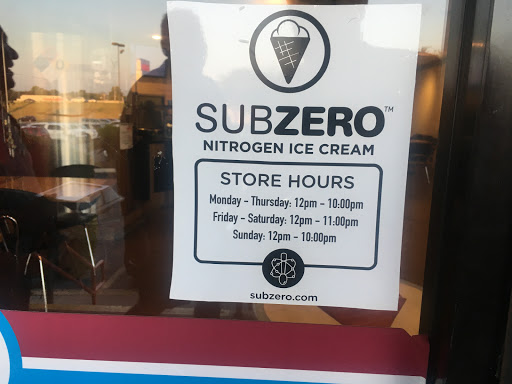 SUBZERO™
NITROGEN ICE CREAM
STORE HOURS
Monday - Thursday: 12pm - 10:00pm
Friday - Saturday: 12pm - 11:00pm
Sunday: 12pm - 10:00pm
subzero.com